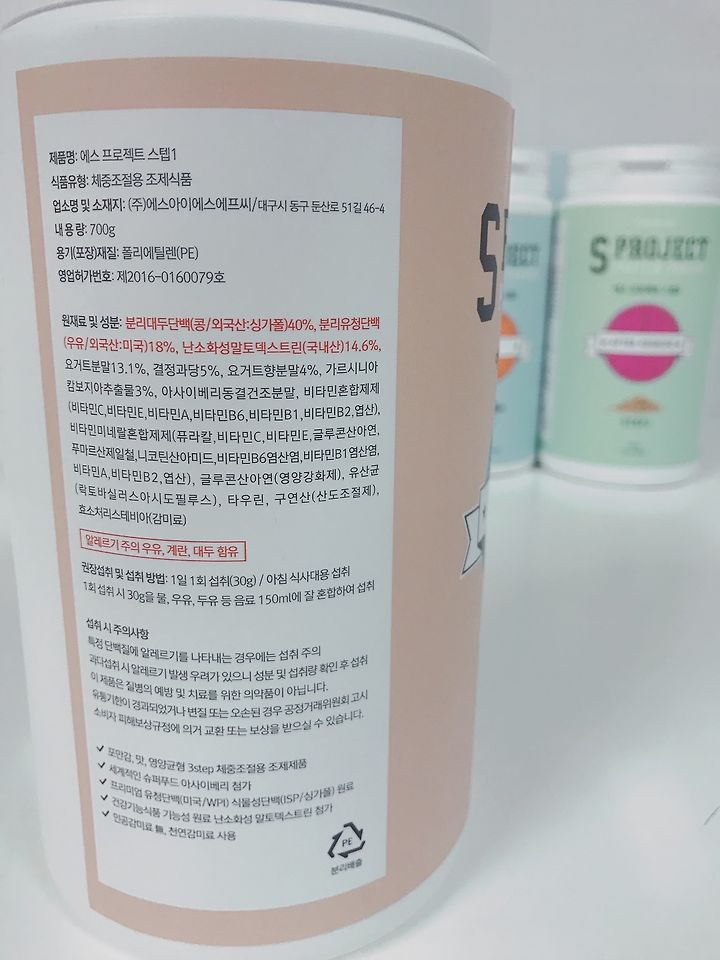 제품명: 에스 프로젝트 스텝1
식품유형: 체중조절용 조제식품
업소명 및 소재지: (주)에스아이에스에프씨/대구시 동구 둔산로 51길 46-4
내 용 량: 700g
용기(포장)재질: 폴리에틸렌(PE)
영업허가번호: 제2016-0160079호
원재료 및 성분: 분리대두단백(콩/외국산:싱가폴)40%, 분리유청단백
(우유/외국산:미국)18%, 난소화성말토덱스트린(국내산)14.6%,
요거트분말13.1%, 결정과당5%, 요거트향분말4%, 가르시니아
캄보지아추출물3%, 아사이베리동결건조분말, 비타민혼합제제
(비타민C,비타민E,비타민A,비타민B6,비타민B1,비타민B2,엽산),
비타민미네랄혼합제제(퓨라칼,비타민C,비타민E,글루콘산아연,
푸마르산제일철,니코틴산아미드,비타민B6염산염,비타민B1염산염,
비타민A,비타민B2,엽산), 글루콘산아연(영양강화제), 유산균
(락토바실러스아시도필루스), 타우린, 구연산(산도조절제),
효소처리스테비아(감미료)
알레르기 주의 우유, 계란, 대두 함유
권장섭취 및 섭취 방법: 1일 1회 섭취(30g) / 아침 식사대용 섭취
1회 섭취 시 30g을 물, 우유, 두유 등 음료 150ml에 잘 혼합하여 섭취
섭취 시 주의사항
특정 단백질에 알레르기를 나타내는 경우에는 섭취 주의
과다섭취 시 알레르기 발생 우려가 있으니 성분 및 섭취량 확인 후 섭취
이 제품은 질병의 예방 및 치료를 위한 의약품이 아닙니다.
유통기한이 경과되었거나 변질 또는 오손된 경우 공정거래위원회 고시
소비자 피해보상규정에 의거 교환 또는 보상을 받으실 수 있습니다.
✓ 포만감, 맛, 영양균형 3step 체중조절용 조제제품
✓ 세계적인 슈퍼푸드 아사이베리 첨가
✓ 프리미엄 유청단백(미국/WPI) 식물성단백(ISP/싱가폴) 원료
✓ 건강기능식품 기능성 원료 난소화성 말토덱스트린 첨가
✓ 인공감미료 無, 천연감미료 사용
PE
분리배출
S
S PROJECT